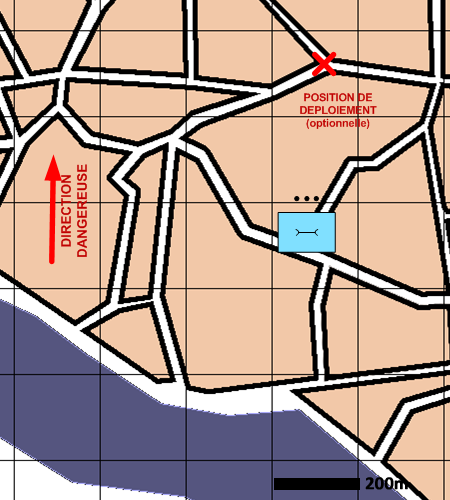 POSITION DE
DEPLOIEMENT
(optionnelle)
DIRECTION
DANGEREUSE
200m